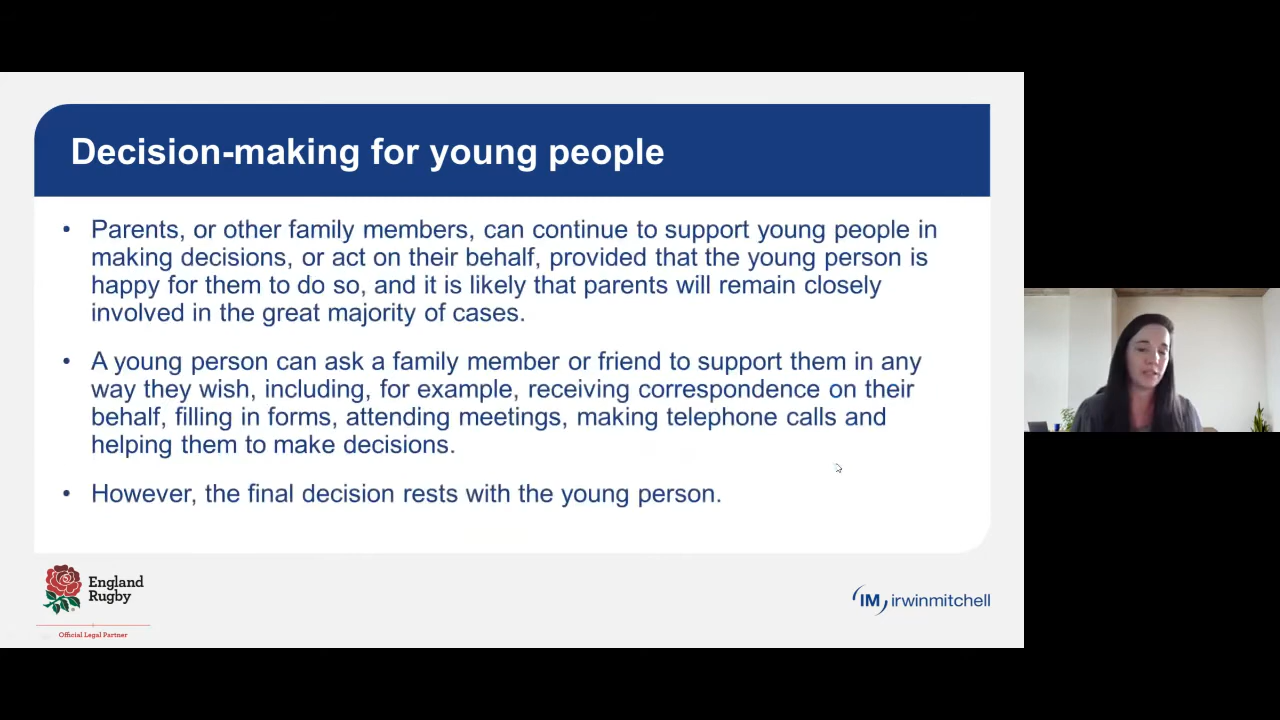 Decision-making for young people
• Parents, or other family members, can continue to support young people in
making decisions, or act on their behalf, provided that the young person is
happy for them to do so, and it is likely that parents will remain closely
involved in the great majority of cases.
• A young person can ask a family member or friend to support them in any
way they wish, including, for example, receiving correspondence on their
behalf, filling in forms, attending meetings, making telephone calls and
helping them to make decisions.
• However, the final decision rests with the young person.
England
Rugby
Official Legal Partner
IM irwinmitchell